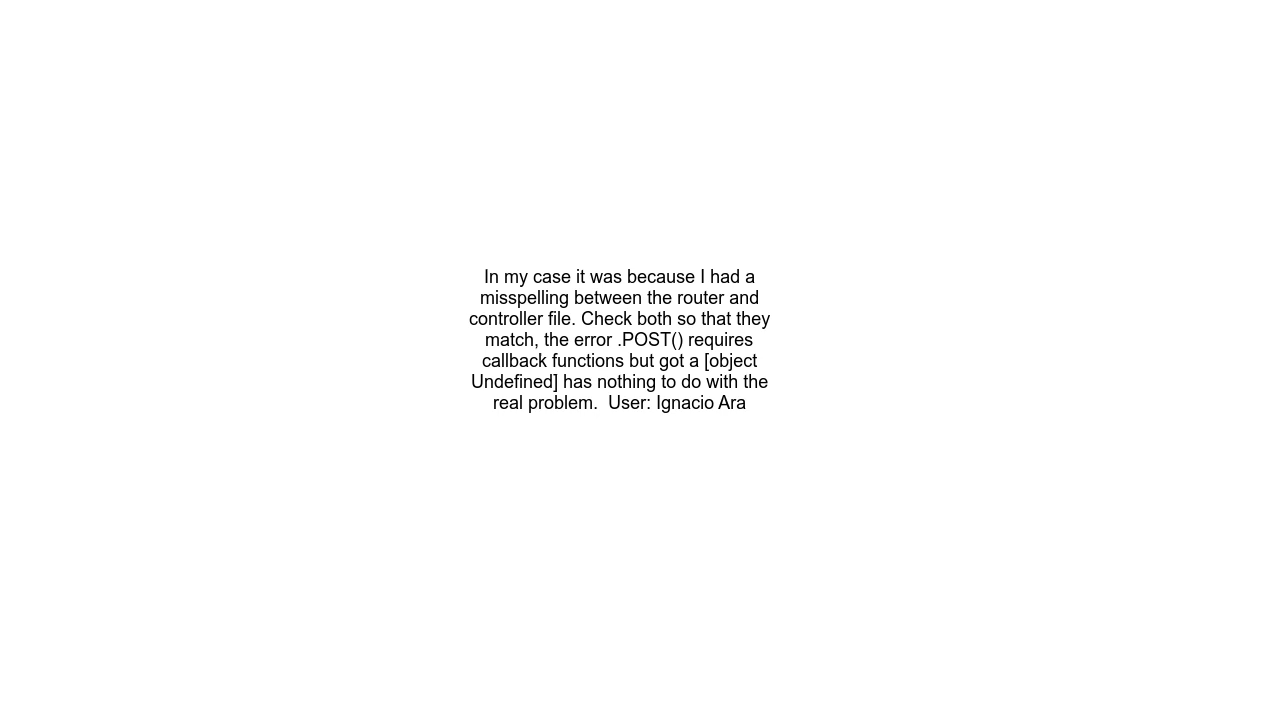 In my case it was because I had a
misspelling between the router and
controller file. Check both so that they
match, the error .POST() requires
callback functions but got a [object
Undefined] has nothing to do with the
real problem.  User: Ignacio Ara